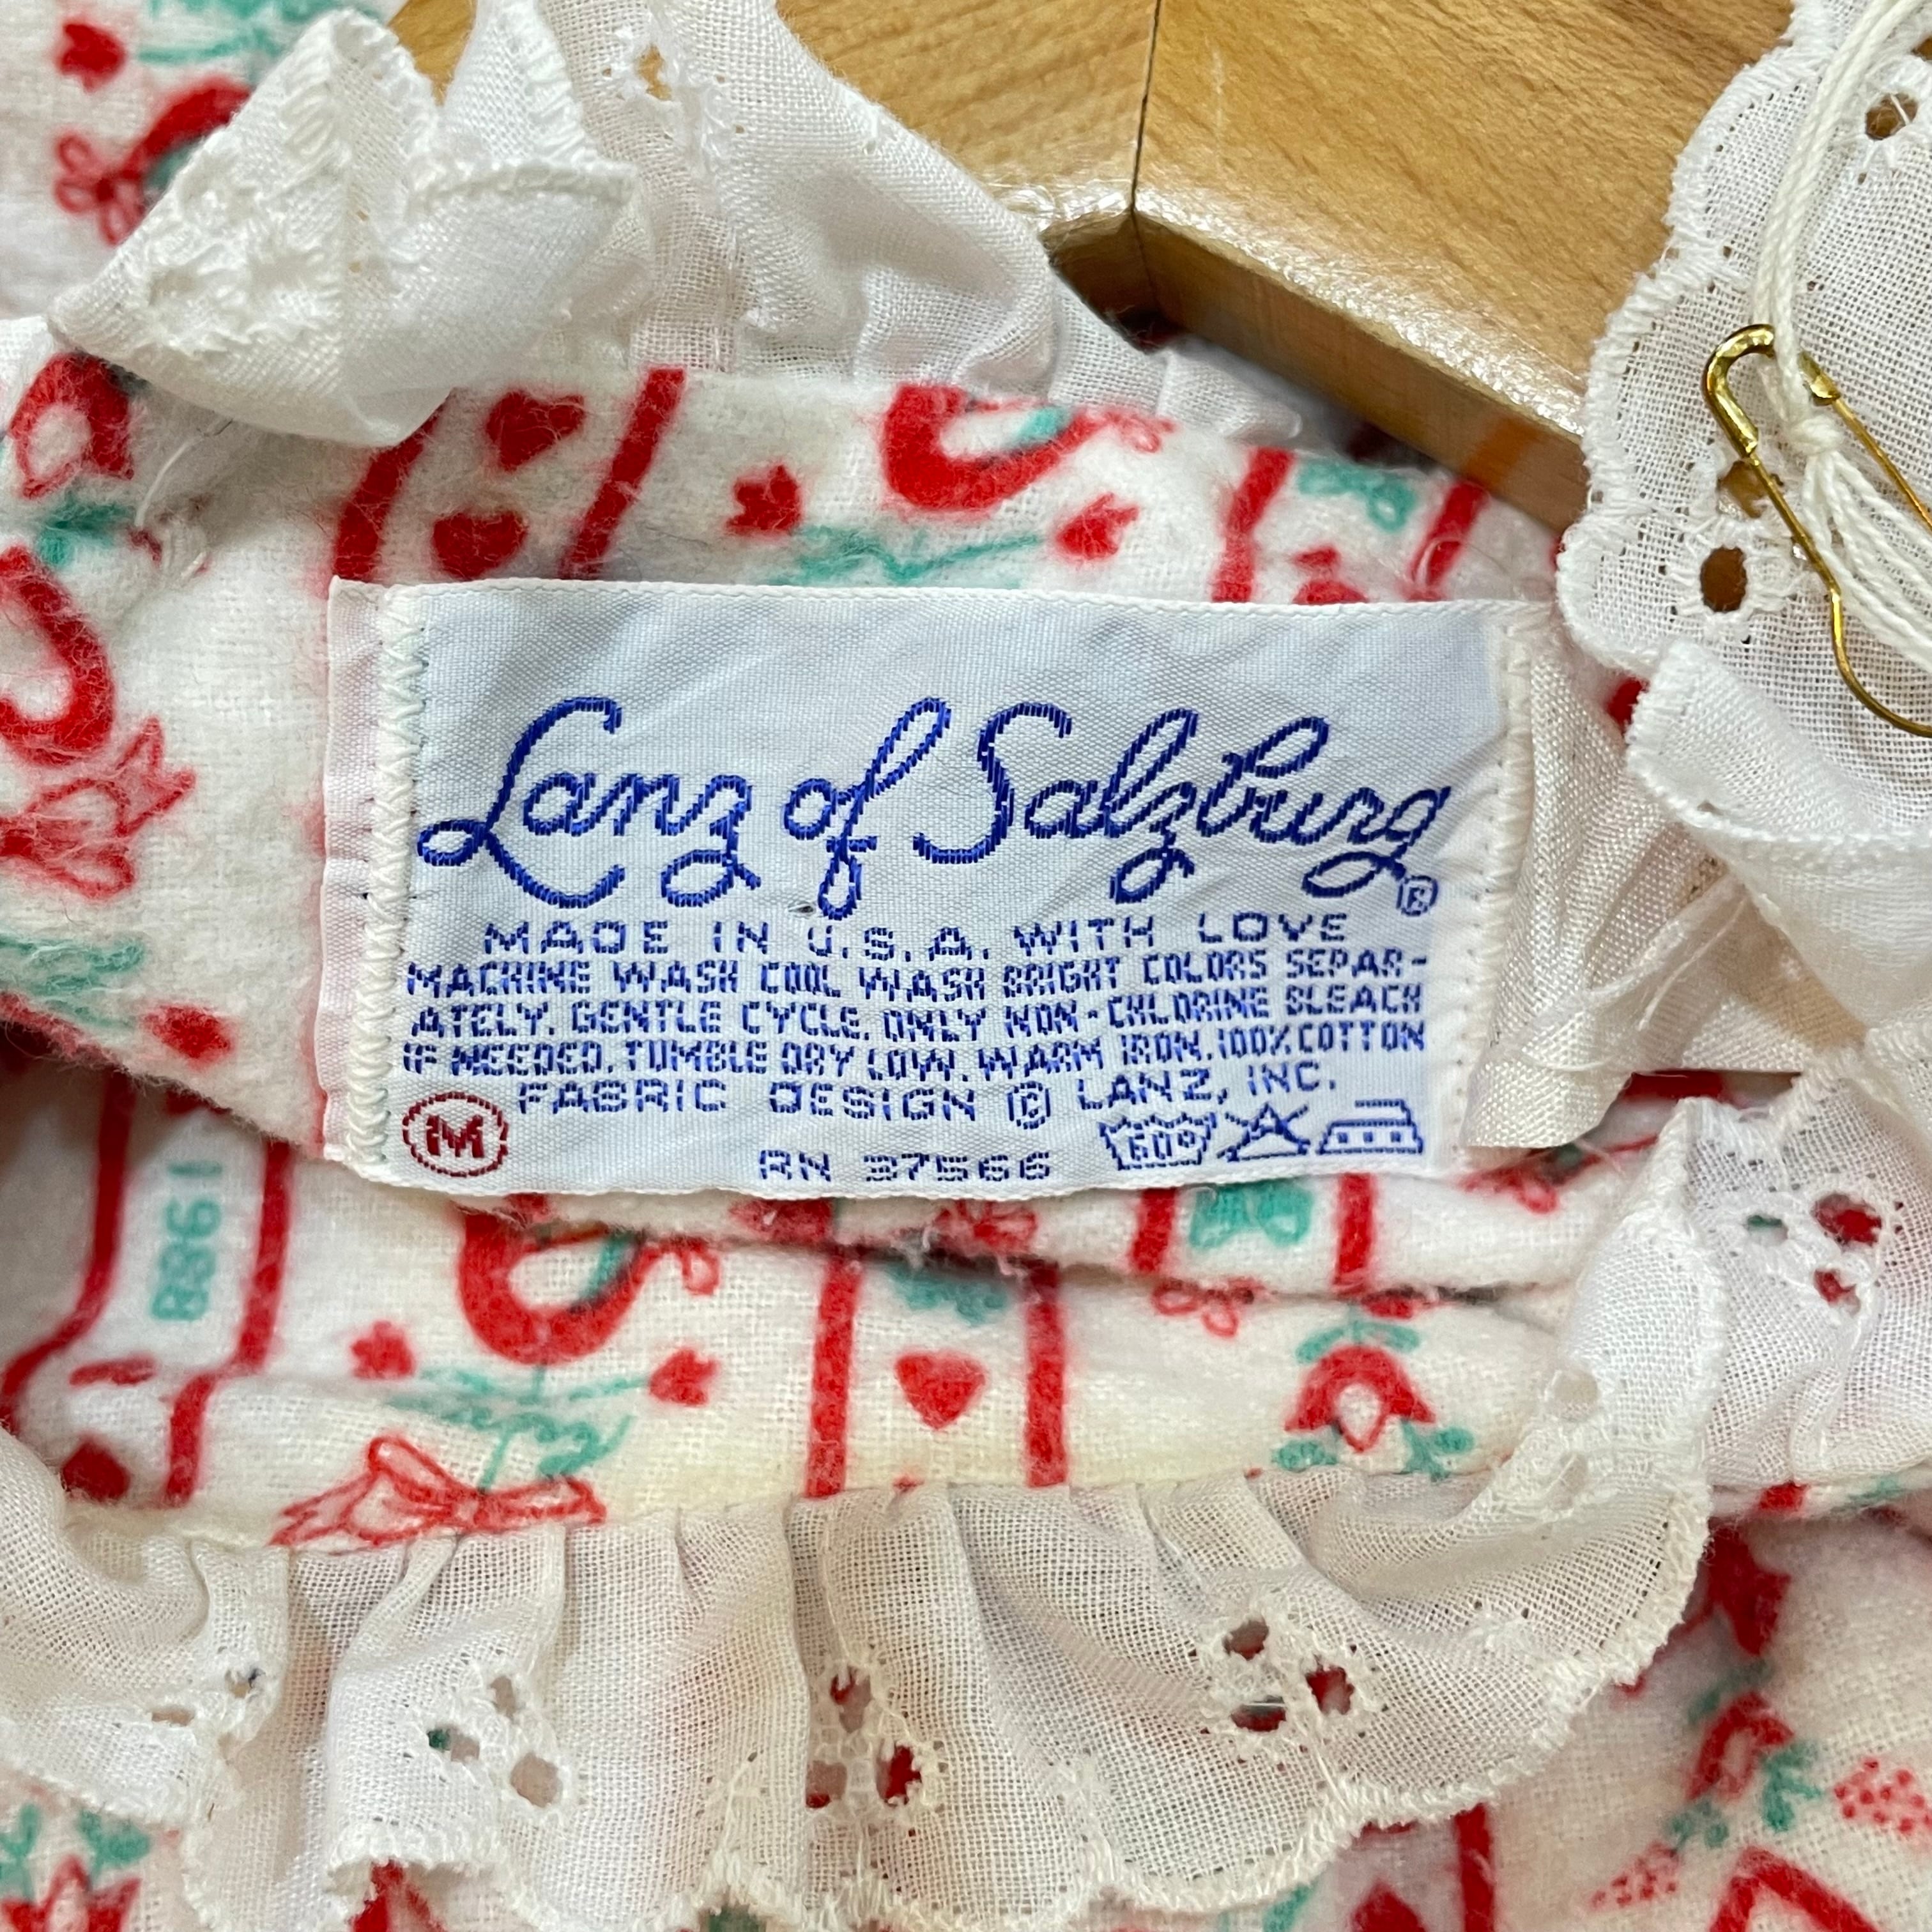 Lanz of Salzburg®
MADE IN U.S.A. WITH LOVE
MACHINE WASH COOL WASH BRIGHT COLORS SEPAR-
ATELY. GENTLE CYCLE. ONLY NON-CHLORINE BLEACH
IF NEEDED. TUMBLE DRY LOW. WARM IRON. 100% COTTON
FABRIC DESIGN © LANZ, INC.
M
RN 37566
60°
1988